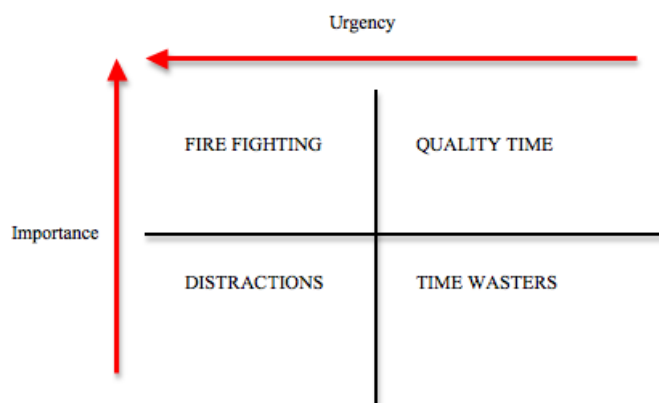 Urgency
FIRE FIGHTING
QUALITY TIME
Importance
DISTRACTIONS
TIME WASTERS